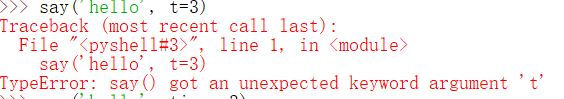 >>> say('hello', t=3)
Traceback (most recent call last):
  File "<pyshell#3>", line 1, in <module>
    say('hello', t=3)
TypeError: say() got an unexpected keyword argument 't'